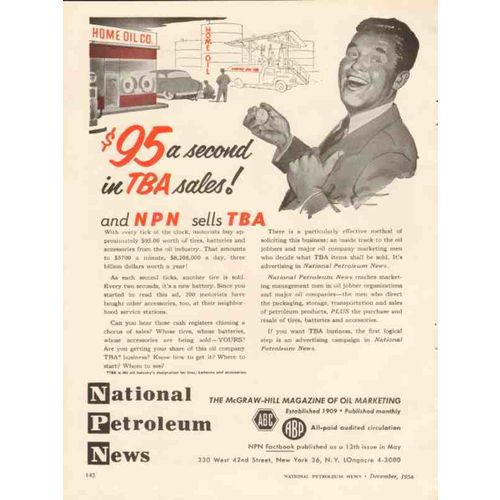 HOME OIL CO.
HOME OIL
$95 a second
in TBA sales!
and NPN sells TBA
With every tick of the clock, motorists buy ap-
proximately $95.00 worth of tires, batteries and
accessories from the oil industry. That amounts
to $5700 a minute, $8,208,000 a day, three
billion dollars worth a year!
As each second ticks, another tire is sold.
Every two seconds, it's a new battery. Since you
started to read this ad, 200 motorists have
bought other accessories, too, at their neighbor-
hood service stations.
Can you hear those cash registers chiming a
chorus of sales? Whose tires, whose batteries,
whose accessories are being sold—YOURS?
Are you getting your share of this oil company
TBA* business? Know how to get it? Where to
start? Whom to see?
*TBA is the oil industry's designation for tires, batteries and accessories
There is a particularly effective method of
soliciting this business; an inside track to the oil
jobbers and major oil company marketing men
who decide what TBA items shall be sold. It's
advertising in National Petroleum News.
National Petroleum News reaches market-
ing management men in oil jobber organizations
and major oil companies—the men who direct
the packaging, storage, transportation and sales
of petroleum products, PLUS the purchase and
resale of tires, batteries and accessories.
If you want TBA business, the first logical
step is an advertising campaign in National
Petroleum News.
National
Petroleum
News
THE McGRAW-HILL MAGAZINE OF OIL MARKETING
Established 1909 • Published monthly
ABC
ABP
All-paid audited circulation
NPN Factbook published as a 13th issue in May
330 West 42nd Street, New York 36, N.Y. LOngacre 4-3000
142
NATIONAL PETROLEUM NEWS • December, 1956